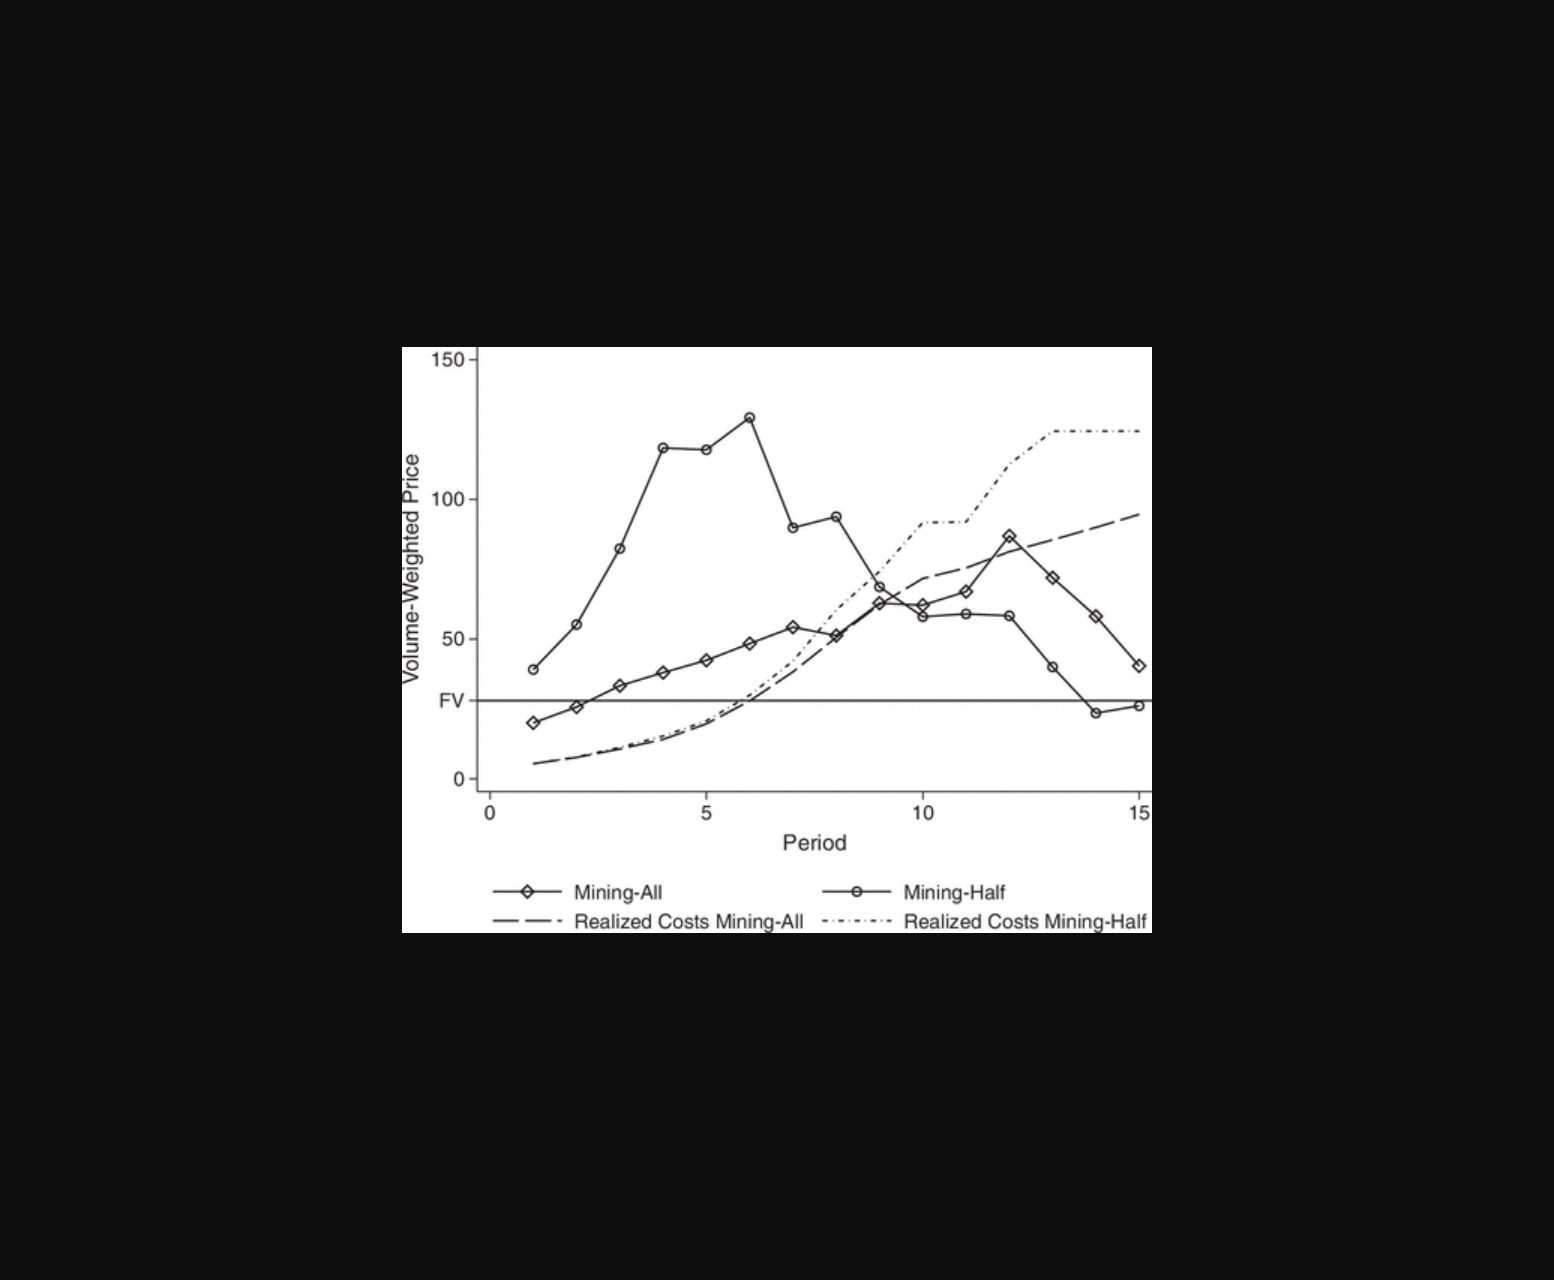 Volume-Weighted Price
150
100
50
FV
0
0 5 10 15
Period
Mining-All Mining-Half
Realized Costs Mining-All Realized Costs Mining-Half